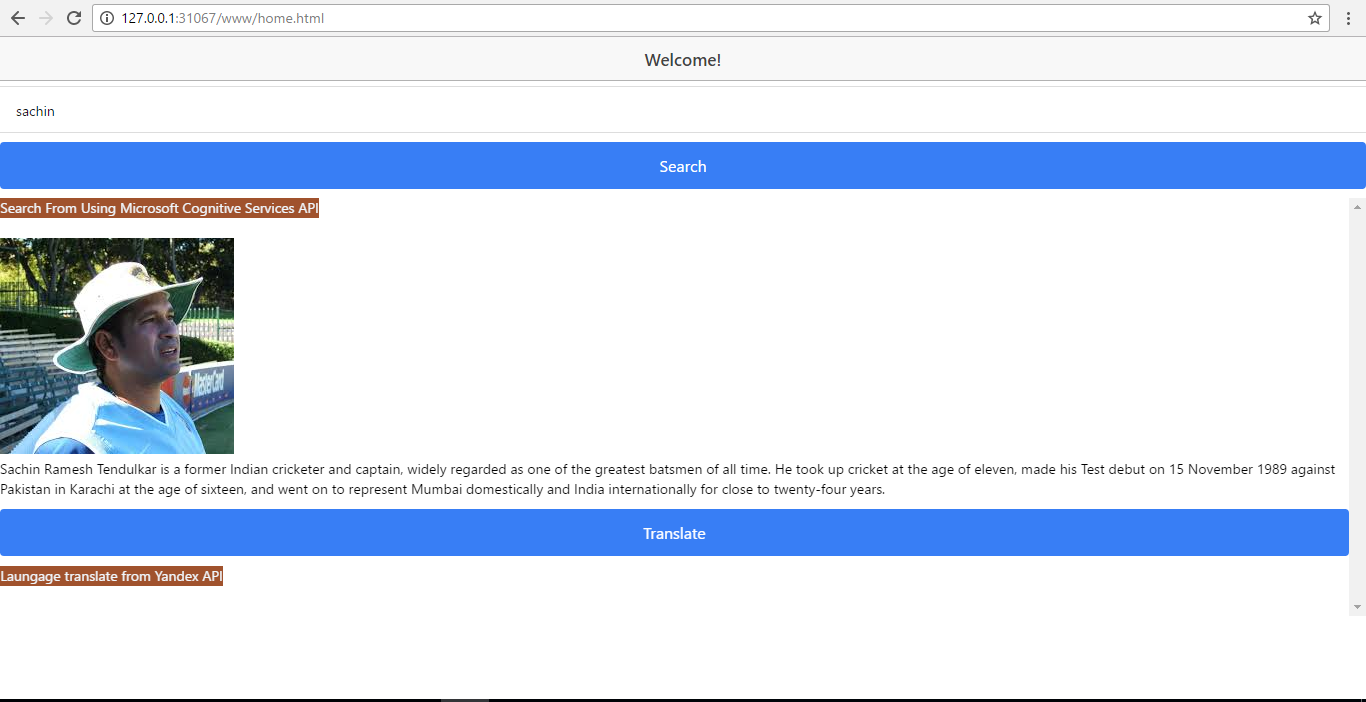 127.0.0.1:31067/www/home.html
Welcome!
sachin
Search
Search From Using Microsoft Cognitive Services API
MasterCard
Sachin Ramesh Tendulkar is a former Indian cricketer and captain, widely regarded as one of the greatest batsmen of all time. He took up cricket at the age of eleven, made his Test debut on 15 November 1989 against
Pakistan in Karachi at the age of sixteen, and went on to represent Mumbai domestically and India internationally for close to twenty-four years.
Translate
Laungage translate from Yandex API